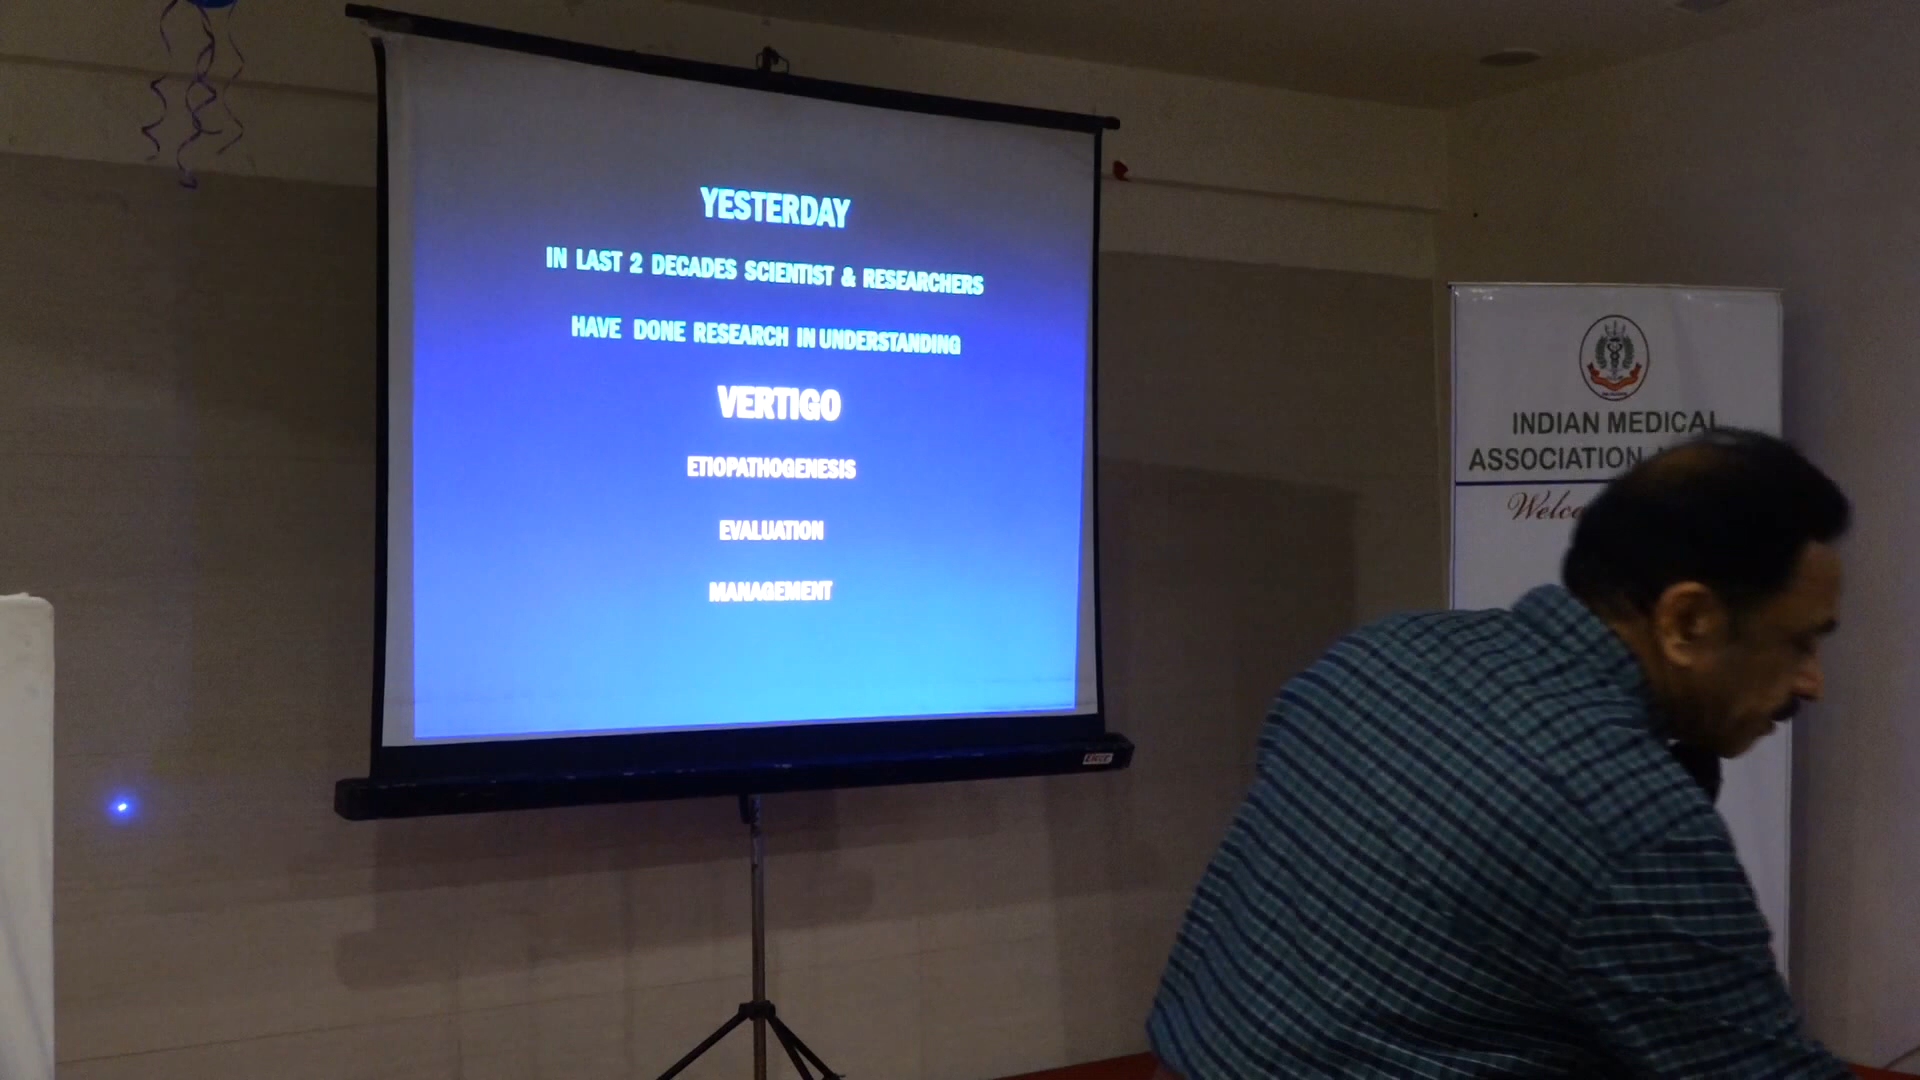 YESTERDAY
IN LAST 2 DECADES SCIENTIST & RESEARCHERS
HAVE DONE RESEARCH IN UNDERSTANDING
VERTIGO
ETIOPATHOGENESIS
EVALUATION
MANAGEMENT
INDIAN MEDICAL
ASSOCIATION